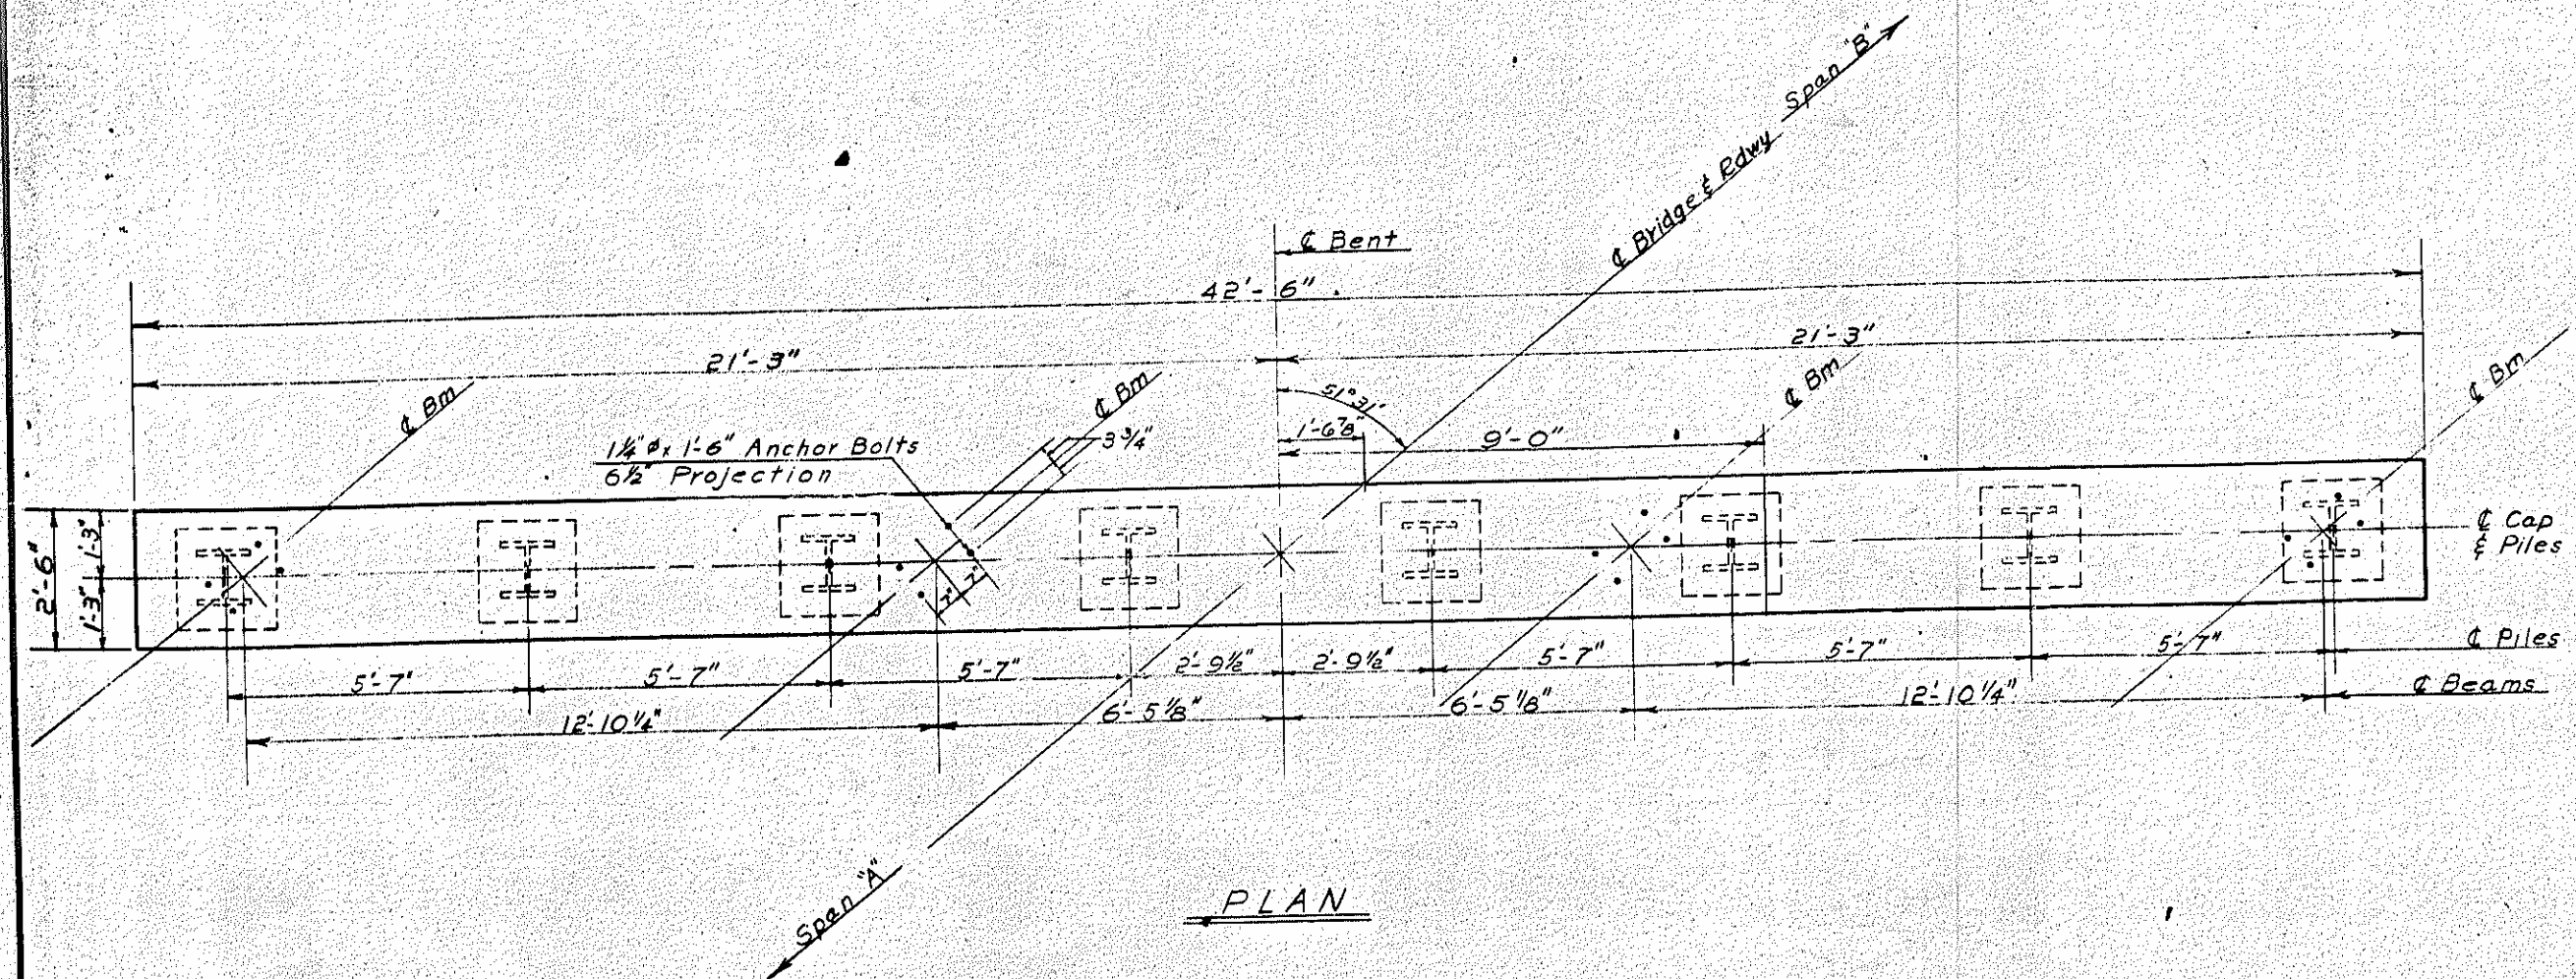 Span "B"
₵ Bridge & Rdwy
₵ Bent
42'-6"
21'-3"
21'-3"
₵ Bm
₵ Bm
₵ Bm
₵ Bm
51°31'
1'-6⅞"
9'-0"
3¾"
1¼"ϕ x 1'-6" Anchor Bolts
6½" Projection
2'-6"
1'-3"
1'-3"
7"
7"
₵ Cap
& Piles
5'-7"
5'-7"
5'-7"
2'-9½"
2'-9½"
5'-7"
5'-7"
5'-7"
₵ Piles
12'-10¼"
6'-5⅛"
6'-5⅛"
12'-10¼"
₵ Beams
Span "A"
PLAN